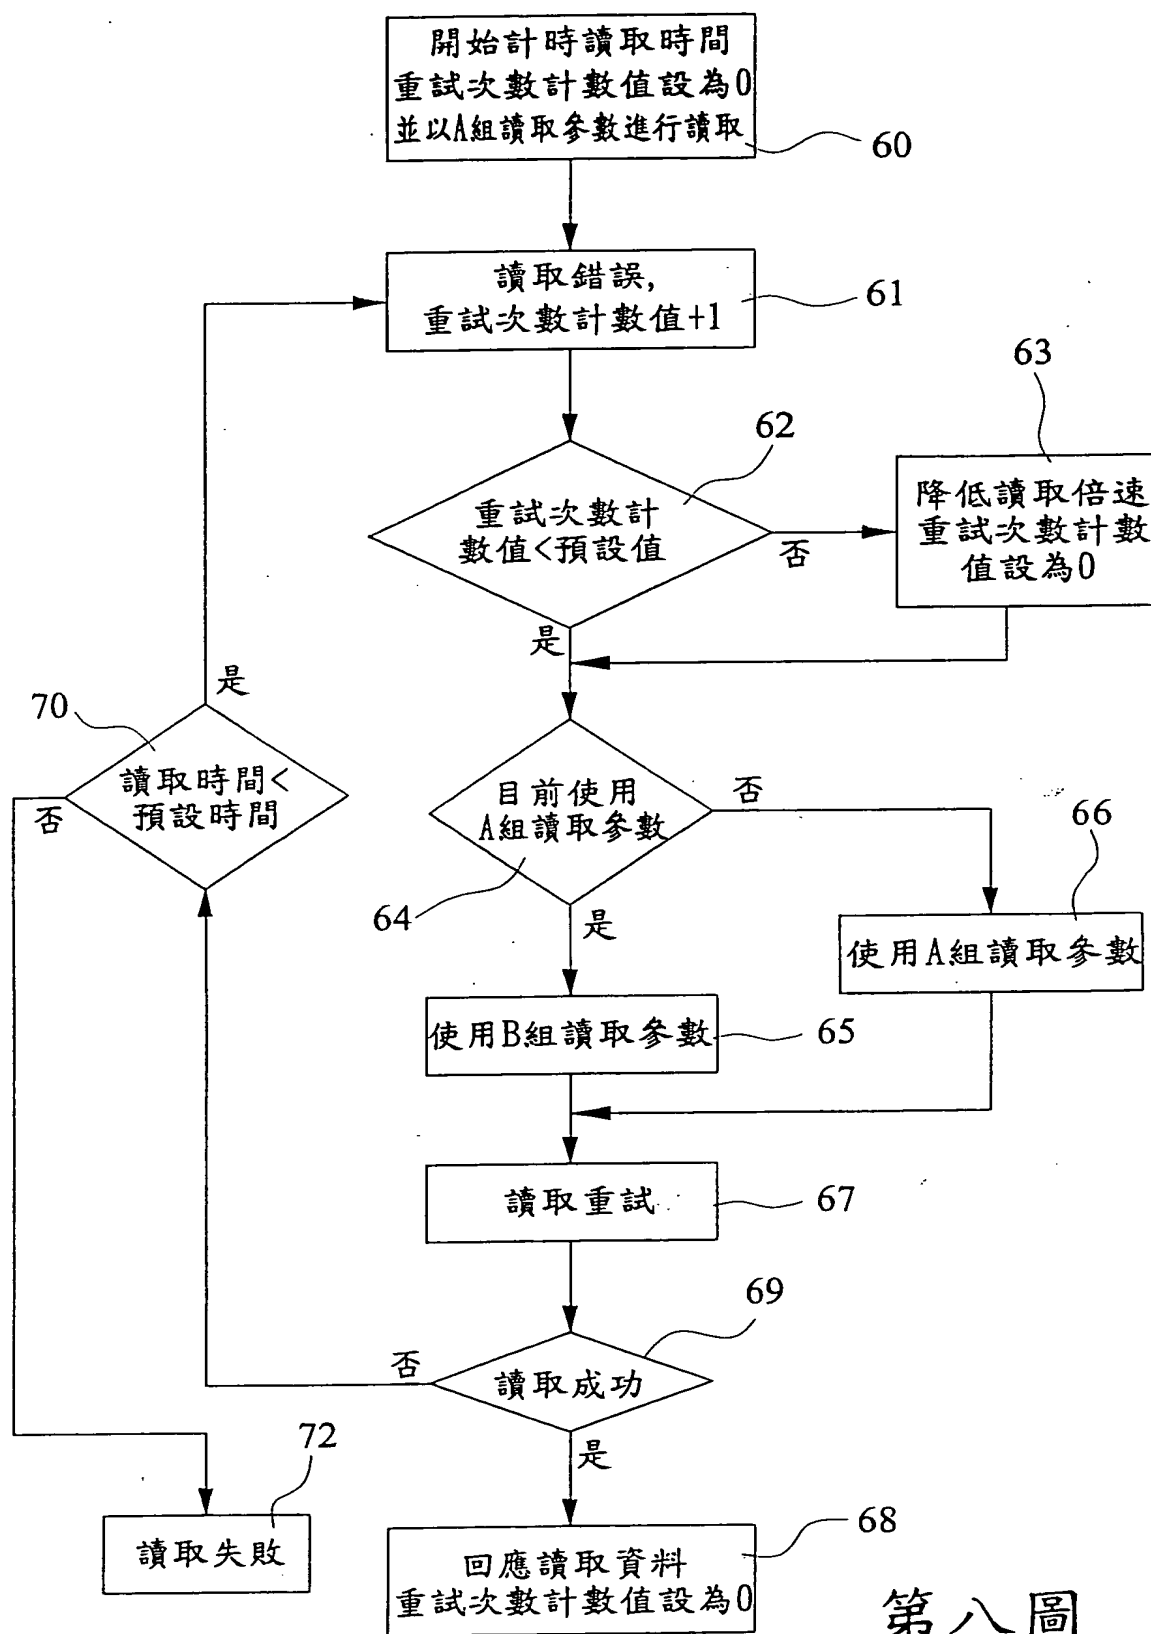 開始計時讀取時間
重試次數計數值設為0
並以A組讀取參數進行讀取
60
讀取錯誤,
重試次數計數值+1
61
62
63
重試次數計
數值<預設值
否
降低讀取倍速
重試次數計數
值設為0
是
是
70
讀取時間<
預設時間
否
目前使用
A組讀取參數
否
64
66
是
使用A組讀取參數
使用B組讀取參數
65
讀取重試
67
69
否
讀取成功
是
72
讀取失敗
68
回應讀取資料
重試次數計數值設為0
第八圖